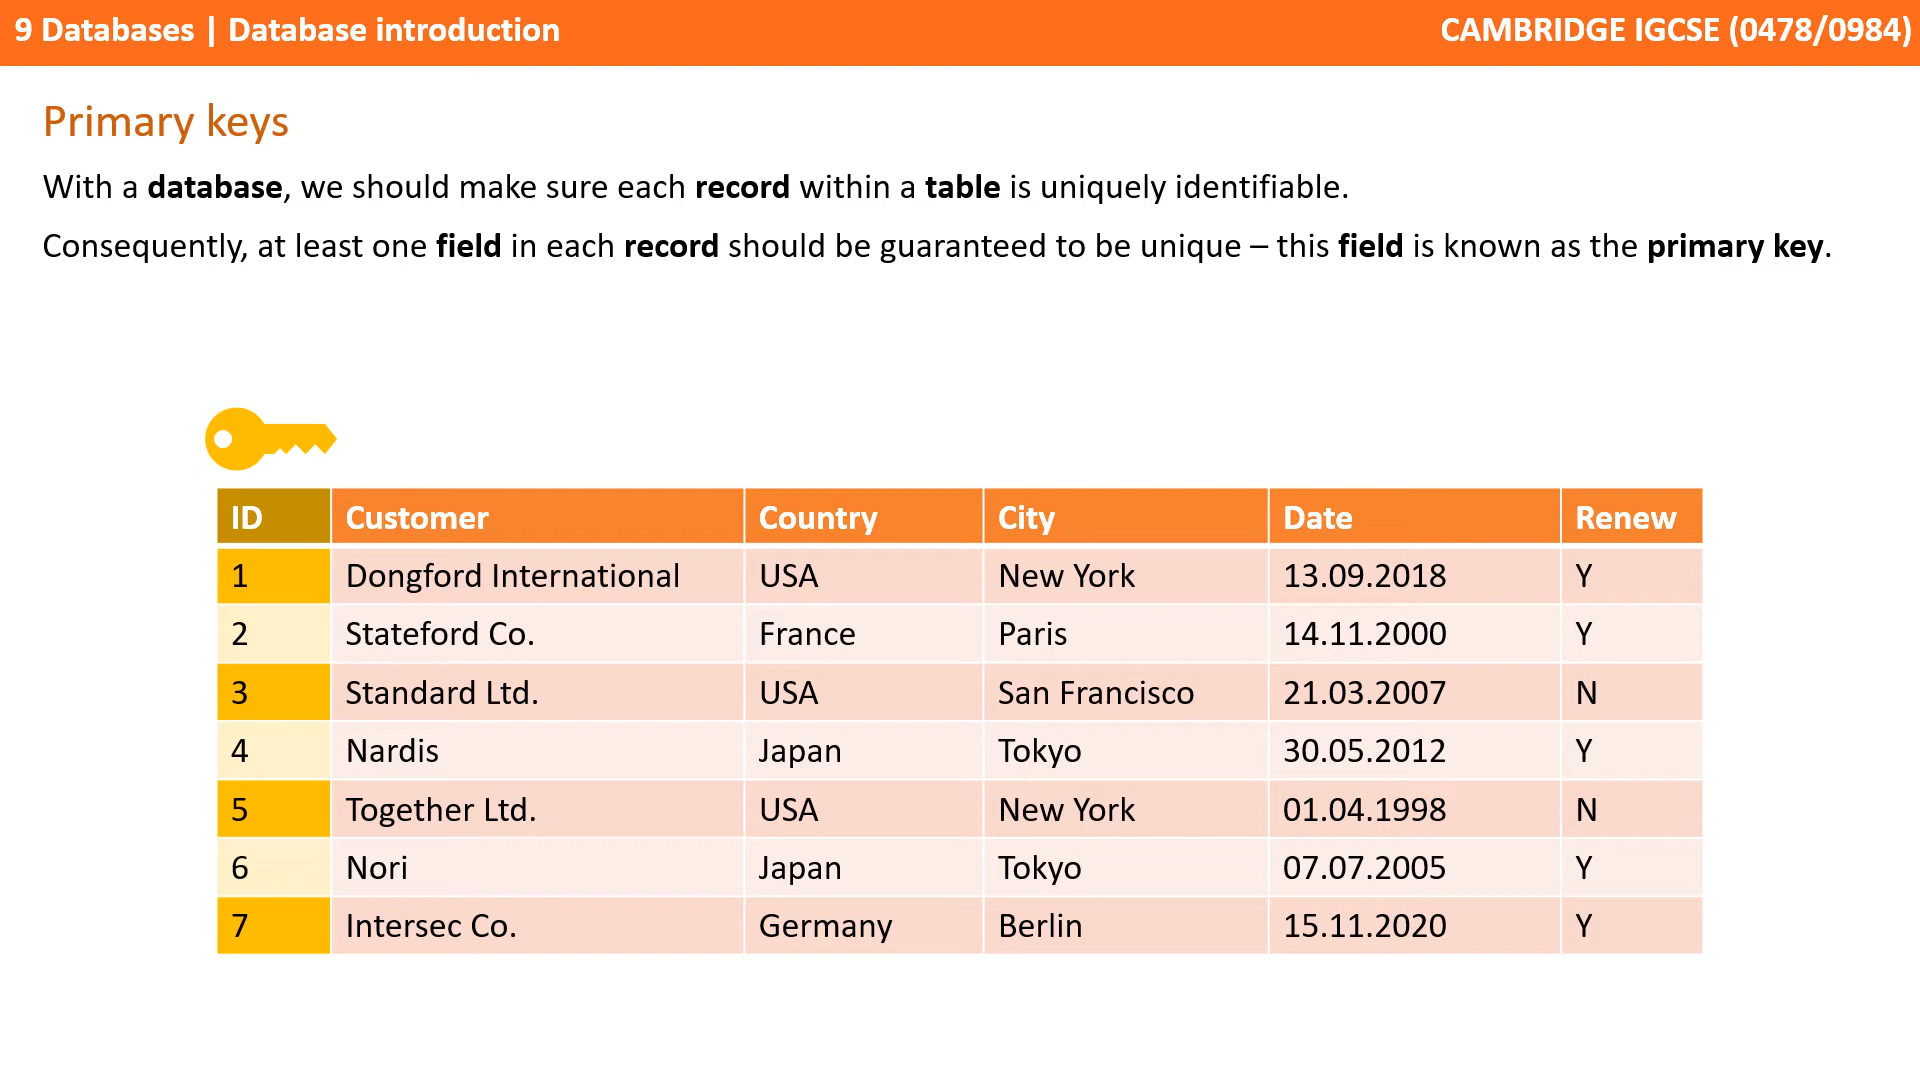 9 Databases | Database introduction
CAMBRIDGE IGCSE (0478/0984)
Primary keys
With a database, we should make sure each record within a table is uniquely identifiable.
Consequently, at least one field in each record should be guaranteed to be unique – this field is known as the primary key.
ID Customer Country City Date Renew
1 Dongford International USA New York 13.09.2018 Y
2 Stateford Co. France Paris 14.11.2000 Y
3 Standard Ltd. USA San Francisco 21.03.2007 N
4 Nardis Japan Tokyo 30.05.2012 Y
5 Together Ltd. USA New York 01.04.1998 N
6 Nori Japan Tokyo 07.07.2005 Y
7 Intersec Co. Germany Berlin 15.11.2020 Y